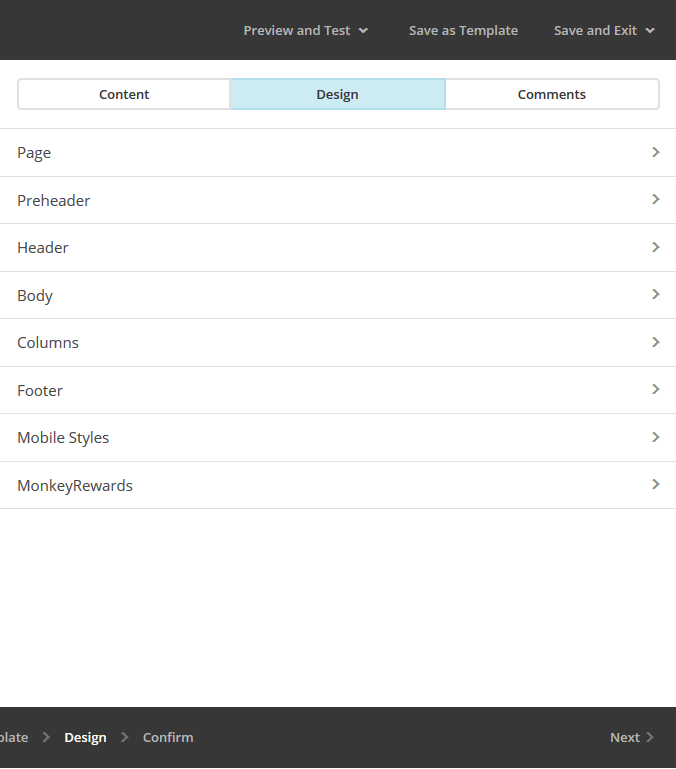 Preview and Test Save as Template Save and Exit
Content Design Comments
Page
Preheader
Header
Body
Columns
Footer
Mobile Styles
MonkeyRewards
plate Design Confirm Next